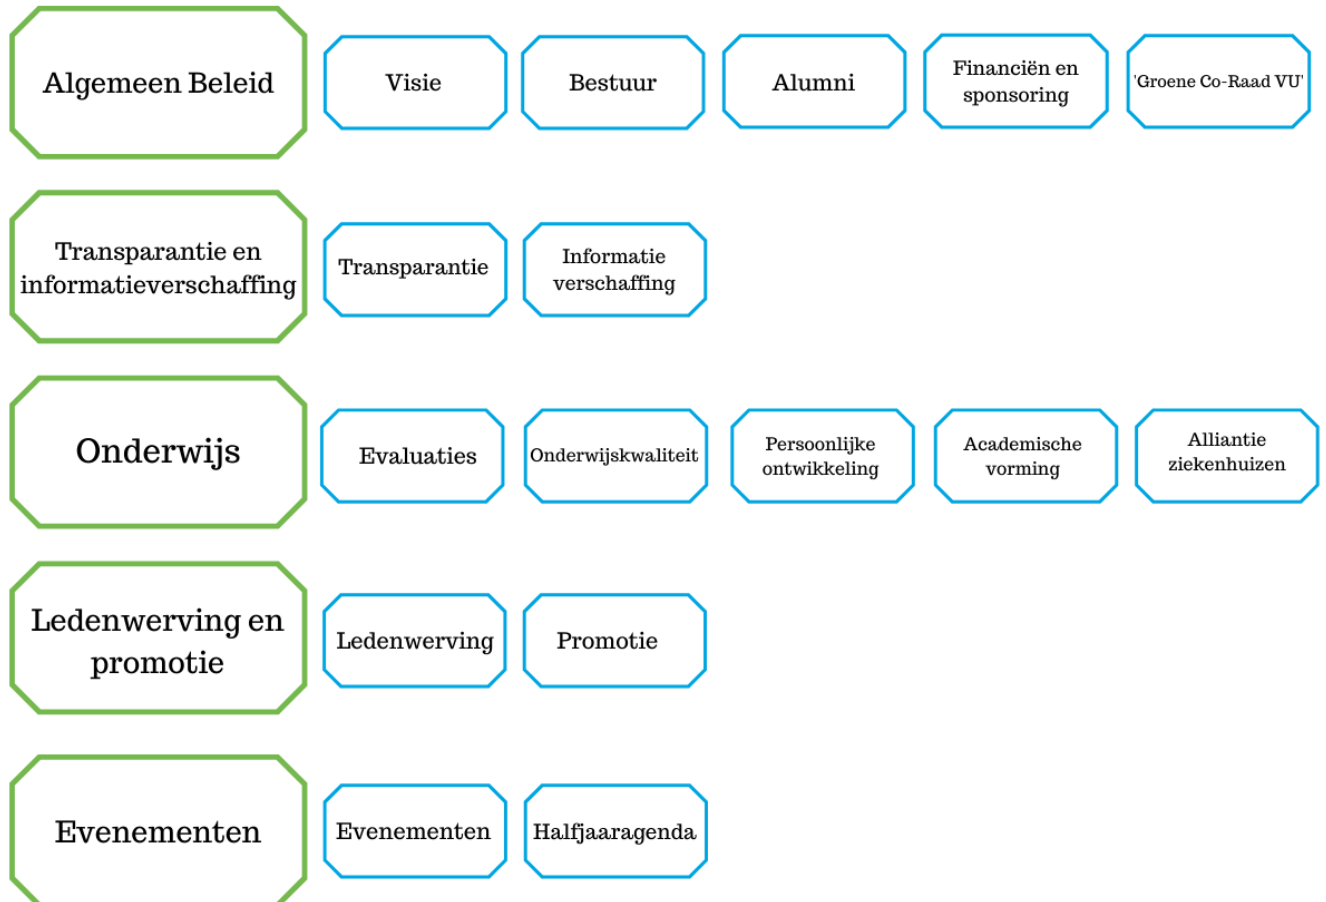 Algemeen Beleid
Visie
Bestuur
Alumni
Financiën en
sponsoring
'Groene Co-Raad VU'
Transparantie en
informatieverschaffing
Transparantie
Informatie
verschaffing
Onderwijs
Evaluaties
Onderwijskwaliteit
Persoonlijke
ontwikkeling
Academische
vorming
Alliantie
ziekenhuizen
Ledenwerving en
promotie
Ledenwerving
Promotie
Evenementen
Evenementen
Halfjaaragenda